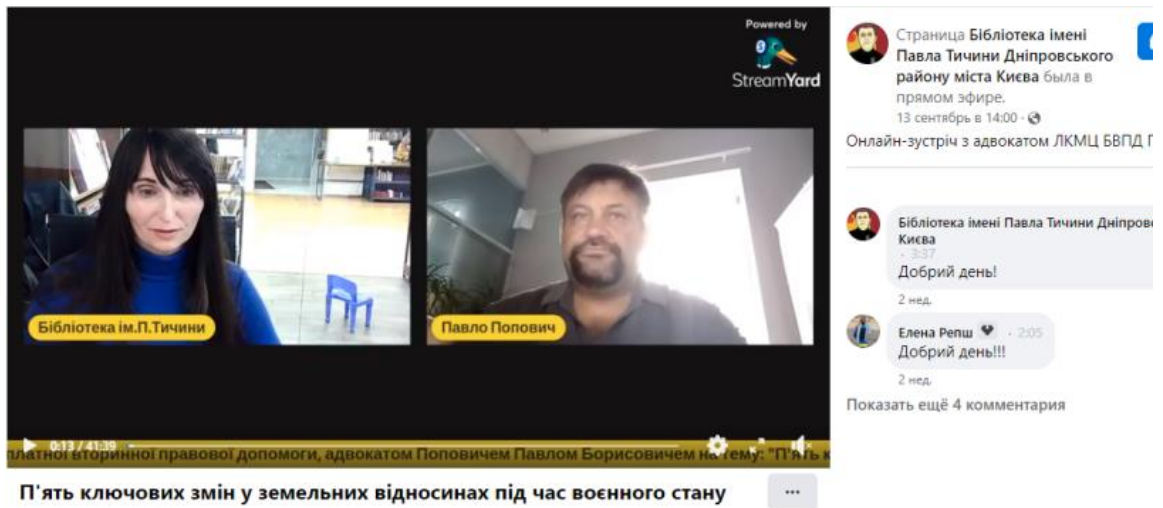 Powered by
StreamYard
Бібліотека ім.П.Тичини
Павло Попович
0:13 / 41:39
платної вторинної правової допомоги, адвокатом Поповичем Павлом Борисовичем на тему: "П'ять к
П'ять ключових змін у земельних відносинах під час воєнного стану
Страница Бібліотека імені
Павла Тичини Дніпровського
району міста Києва была в
прямом эфире.
13 сентябрь в 14:00 ·
Онлайн-зустріч з адвокатом ЛКМЦ БВПД П
Бібліотека імені Павла Тичини Дніпровс
Києва
· 3:37
Добрий день!
2 нед.
Елена Репш · 2:05
Добрий день!!!
2 нед.
Показать ещё 4 комментария